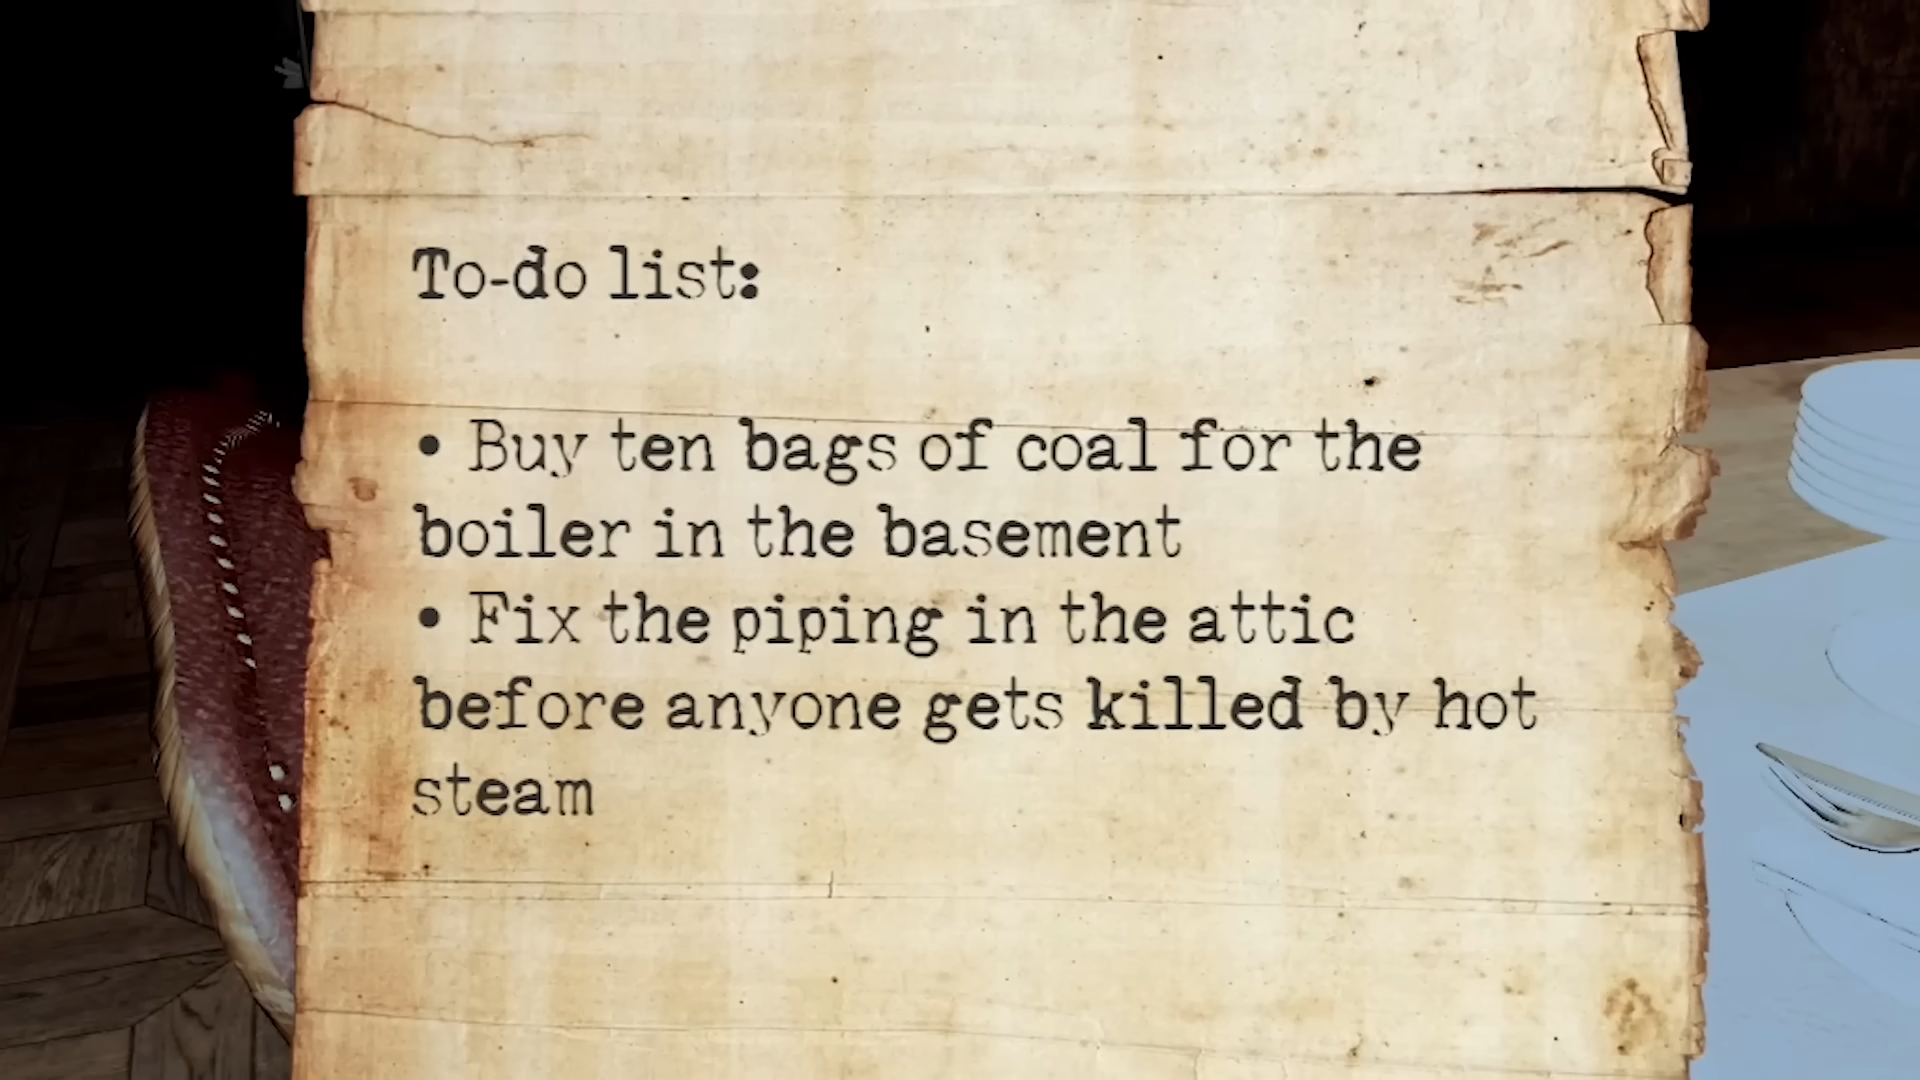 To-do list:
• Buy ten bags of coal for the
boiler in the basement
• Fix the piping in the attic
before anyone gets killed by hot
steam